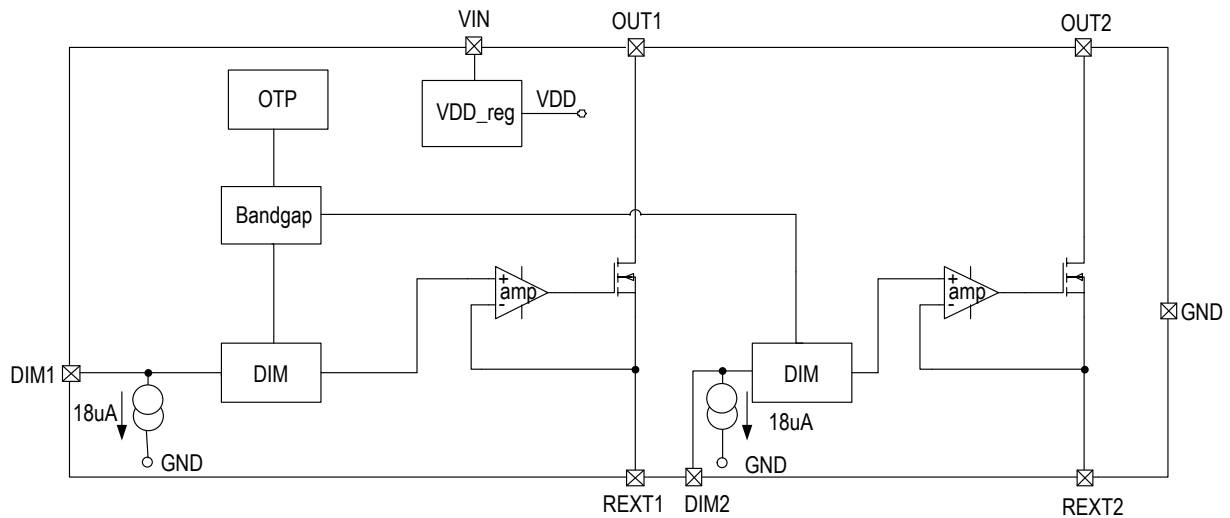 VIN
OUT1
OUT2
OTP
VDD_reg
VDD
Bandgap
+
amp
-
+
amp
-
GND
DIM1
DIM
DIM
18uA
GND
18uA
GND
REXT1
DIM2
REXT2